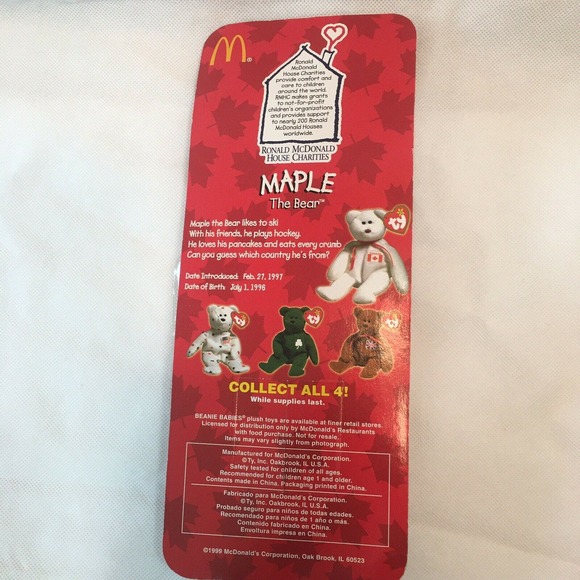 Ronald
McDonald
House Charities
provide comfort and
care to children
around the world.
RMHC makes grants
to not-for-profit
children's organizations
and provides support
to nearly 200 Ronald
McDonald Houses
worldwide.
RONALD MCDONALD
HOUSE CHARITIES
MAPLE
The Bear™
Maple the Bear likes to ski
With his friends, he plays hockey.
He loves his pancakes and eats every crumb
Can you guess which country he's from?
Date Introduced: Feb. 27, 1997
Date of Birth: July 1, 1996
ty
ty
ty
ty
COLLECT ALL 4!
While supplies last.
BEANIE BABIES® plush toys are available at finer retail stores.
Licensed for distribution only by McDonald's Restaurants
with food purchase. Not for resale.
Items may vary slightly from photograph.
Manufactured for McDonald's Corporation.
©Ty, Inc. Oakbrook, IL U.S.A.
Safety tested for children of all ages.
Recommended for children age 1 and older.
Contents made in China. Packaging printed in China.
Fabricado para McDonald's Corporation.
©Ty, Inc. Oakbrook, IL U.S.A.
Probado seguro para niños de todas edades.
Recomendado para niños de 1 año o más.
Contenido fabricado en China.
Envoltura impresa en China.
©1999 McDonald's Corporation, Oak Brook, IL 60523